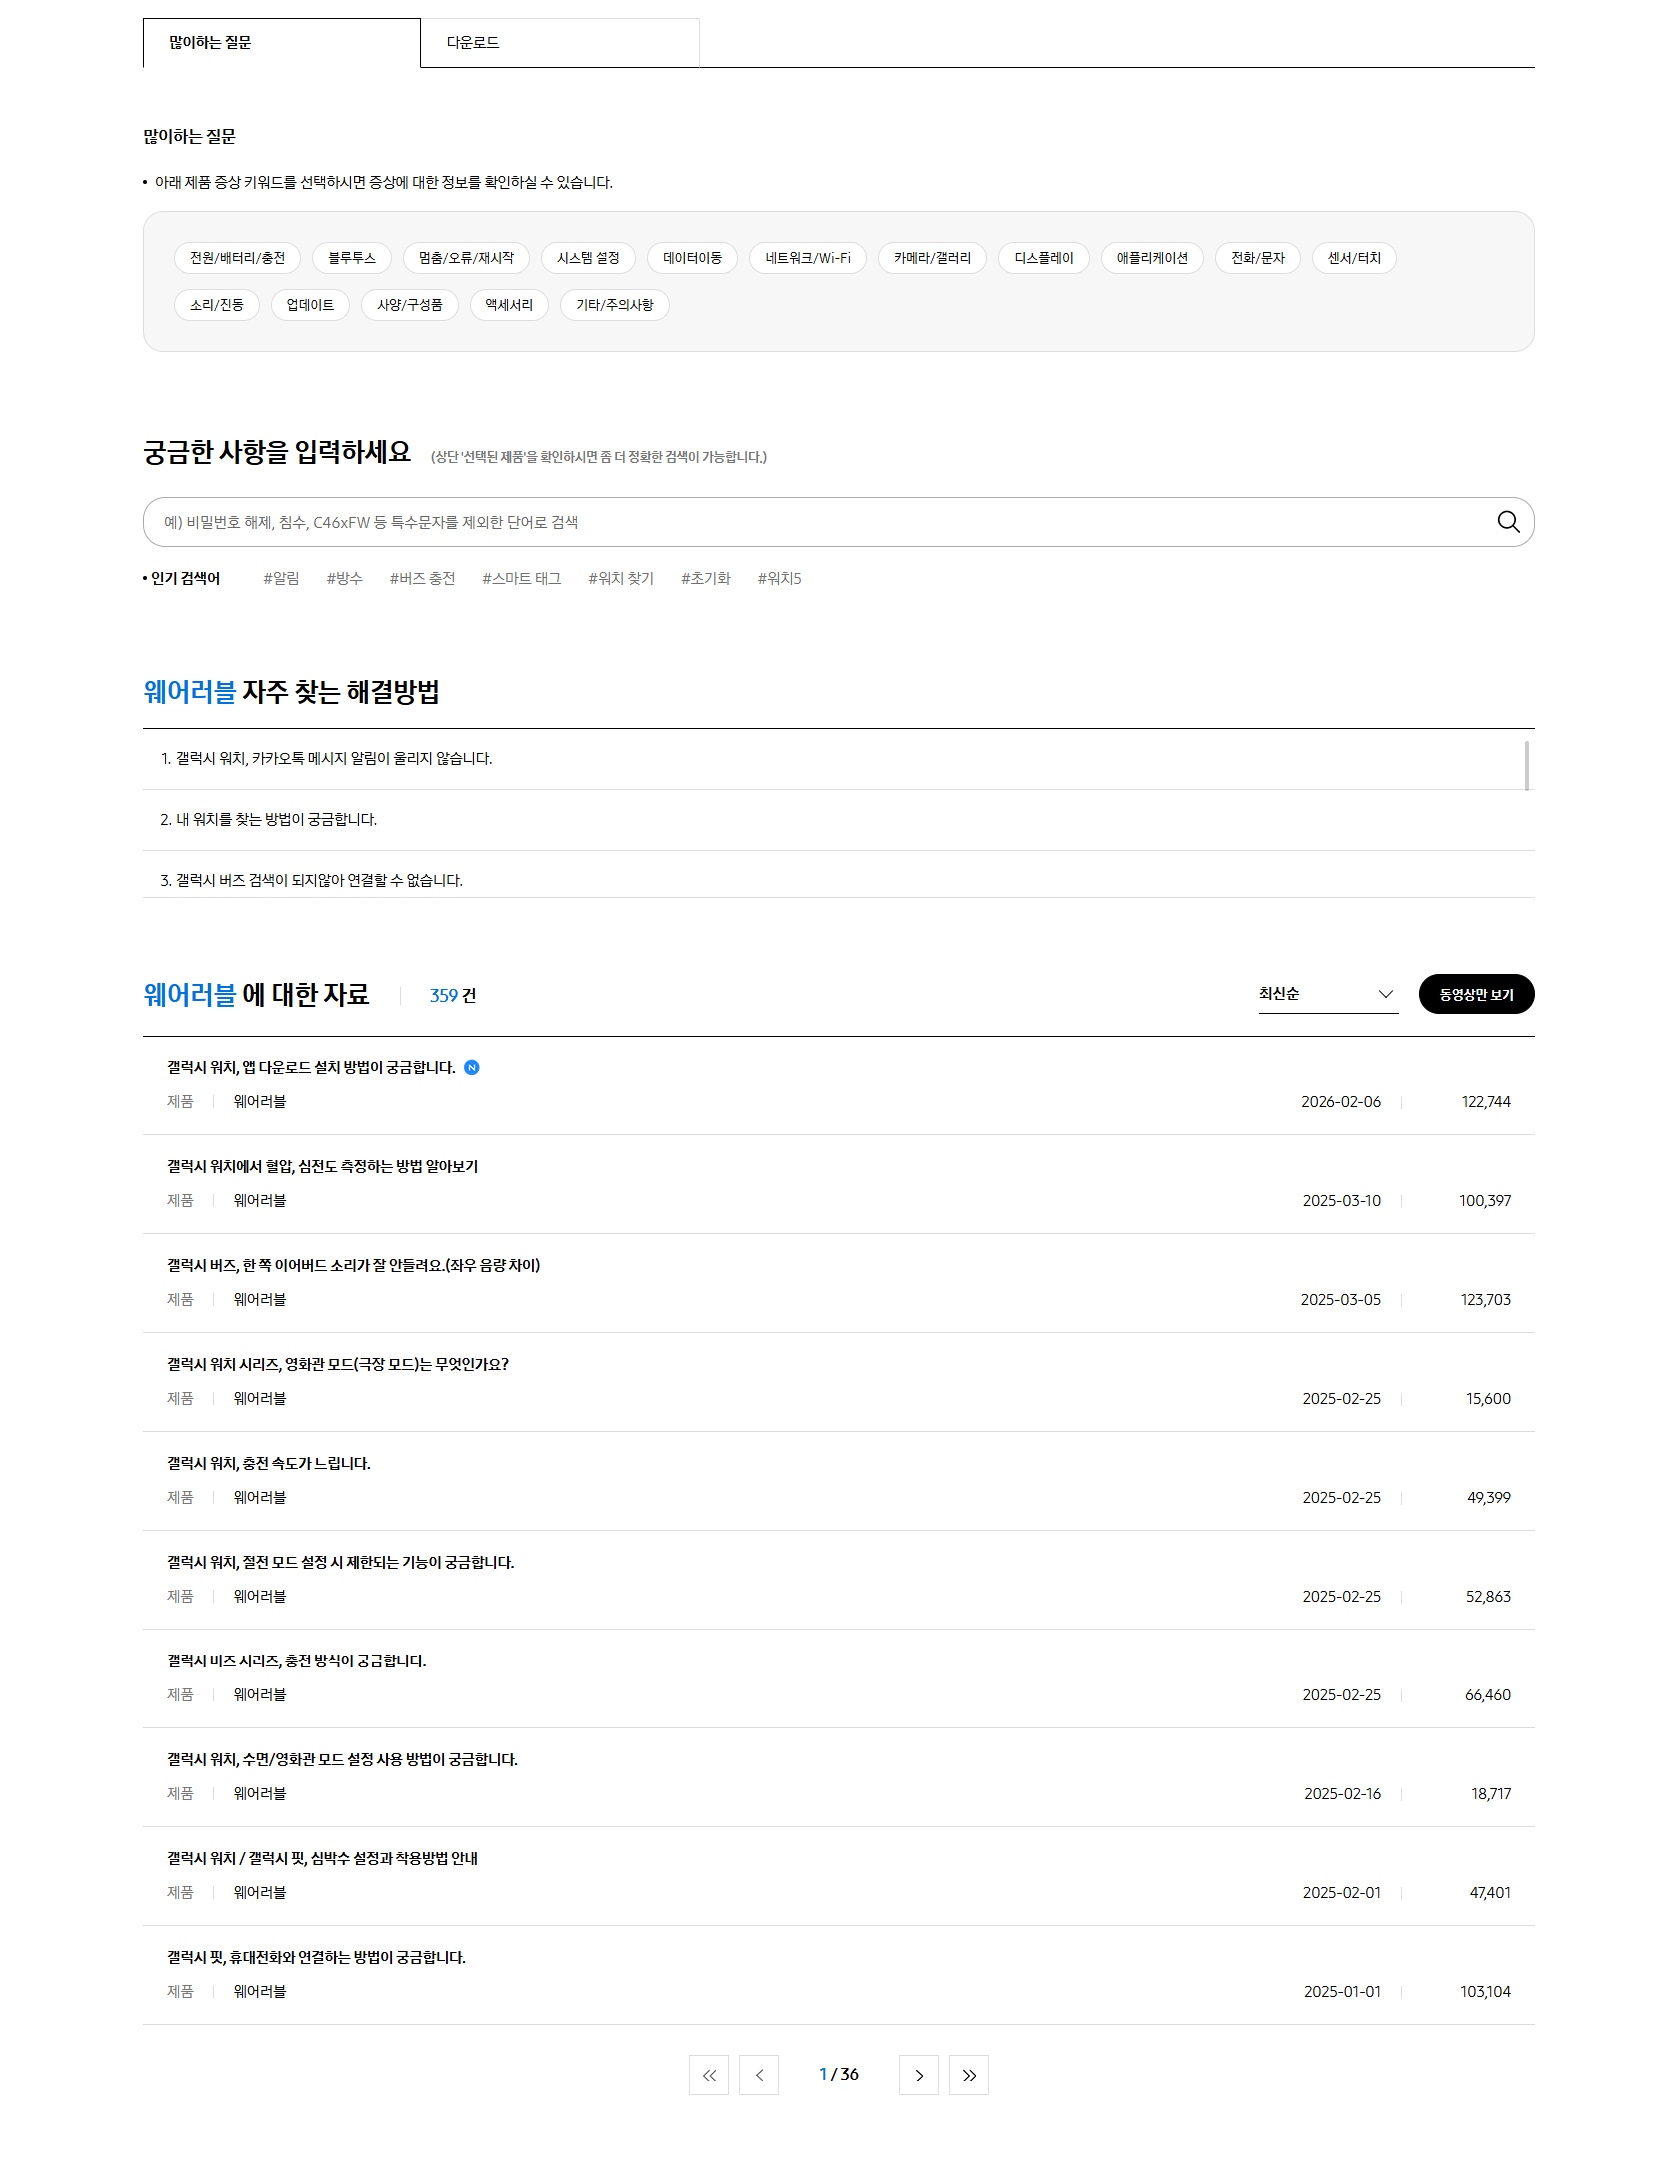 많이하는 질문
다운로드
많이하는 질문
• 아래 제품 증상 키워드를 선택하시면 증상에 대한 정보를 확인하실 수 있습니다.
전원/배터리/충전 블루투스 멈춤/오류/재시작 시스템 설정 데이터이동 네트워크/Wi-Fi 카메라/갤러리 디스플레이 애플리케이션 전화/문자 센서/터치
소리/진동 업데이트 사양/구성품 액세서리 기타/주의사항
궁금한 사항을 입력하세요 (상단 '선택된 제품'을 확인하시면 좀 더 정확한 검색이 가능합니다.)
예) 비밀번호 해제, 침수, C46xFW 등 특수문자를 제외한 단어로 검색
• 인기 검색어 #알림 #방수 #버즈 충전 #스마트 태그 #워치 찾기 #초기화 #워치5
웨어러블 자주 찾는 해결방법
1. 갤럭시 워치, 카카오톡 메시지 알림이 울리지 않습니다.
2. 내 워치를 찾는 방법이 궁금합니다.
3. 갤럭시 버즈 검색이 되지않아 연결할 수 없습니다.
웨어러블 에 대한 자료 359 건 최신순 동영상만 보기
갤럭시 워치, 앱 다운로드 설치 방법이 궁금합니다. N
제품 웨어러블 2026-02-06 122,744
갤럭시 워치에서 혈압, 심전도 측정하는 방법 알아보기
제품 웨어러블 2025-03-10 100,397
갤럭시 버즈, 한 쪽 이어버드 소리가 잘 안들려요.(좌우 음량 차이)
제품 웨어러블 2025-03-05 123,703
갤럭시 워치 시리즈, 영화관 모드(극장 모드)는 무엇인가요?
제품 웨어러블 2025-02-25 15,600
갤럭시 워치, 충전 속도가 느립니다.
제품 웨어러블 2025-02-25 49,399
갤럭시 워치, 절전 모드 설정 시 제한되는 기능이 궁금합니다.
제품 웨어러블 2025-02-25 52,863
갤럭시 버즈 시리즈, 충전 방식이 궁금합니다.
제품 웨어러블 2025-02-25 66,460
갤럭시 워치, 수면/영화관 모드 설정 사용 방법이 궁금합니다.
제품 웨어러블 2025-02-16 18,717
갤럭시 워치 / 갤럭시 핏, 심박수 설정과 착용방법 안내
제품 웨어러블 2025-02-01 47,401
갤럭시 핏, 휴대전화와 연결하는 방법이 궁금합니다.
제품 웨어러블 2025-01-01 103,104
1 / 36